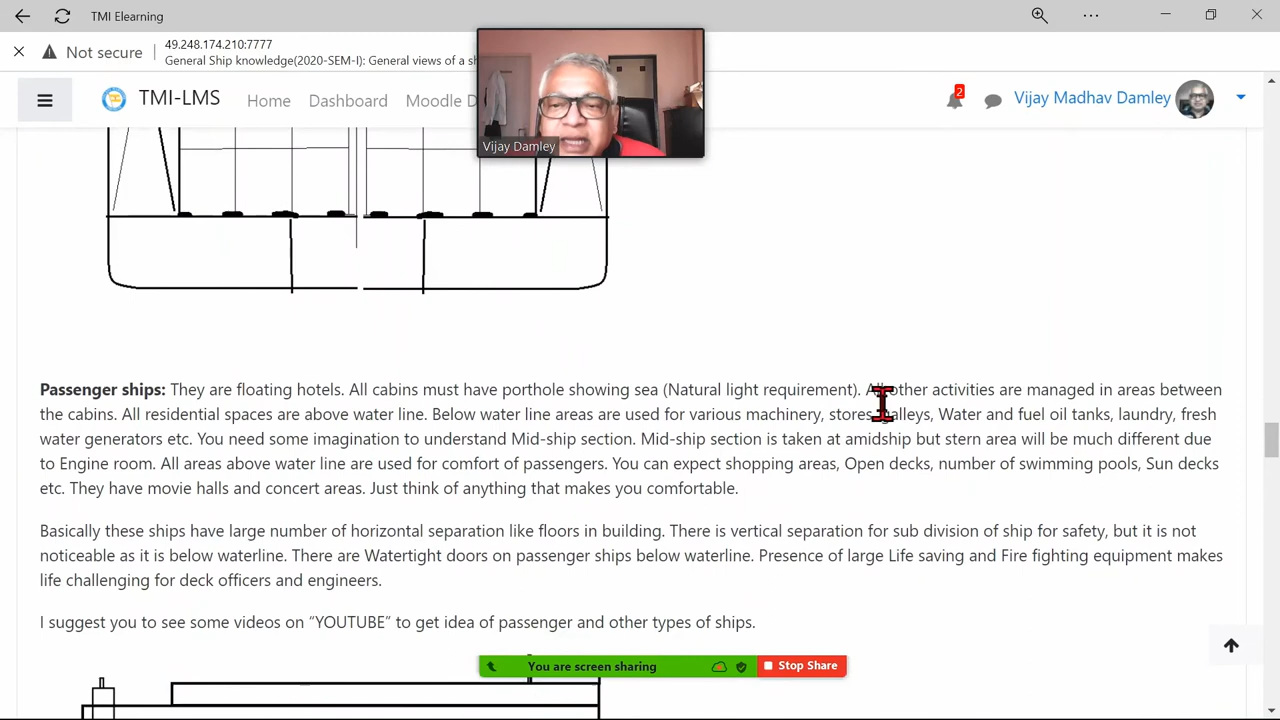 TMI Elearning
Not secure
49.248.174.210:7777
General Ship knowledge(2020-SEM-I): General views of a sh
TMI-LMS
Home
Dashboard
Moodle D
2
Vijay Madhav Damley
Vijay Damley
Passenger ships: They are floating hotels. All cabins must have porthole showing sea (Natural light requirement). All other activities are managed in areas between
the cabins. All residential spaces are above water line. Below water line areas are used for various machinery, stores, galleys, Water and fuel oil tanks, laundry, fresh
water generators etc. You need some imagination to understand Mid-ship section. Mid-ship section is taken at amidship but stern area will be much different due
to Engine room. All areas above water line are used for comfort of passengers. You can expect shopping areas, Open decks, number of swimming pools, Sun decks
etc. They have movie halls and concert areas. Just think of anything that makes you comfortable.
Basically these ships have large number of horizontal separation like floors in building. There is vertical separation for sub division of ship for safety, but it is not
noticeable as it is below waterline. There are Watertight doors on passenger ships below waterline. Presence of large Life saving and Fire fighting equipment makes
life challenging for deck officers and engineers.
I suggest you to see some videos on “YOUTUBE” to get idea of passenger and other types of ships.
You are screen sharing
Stop Share